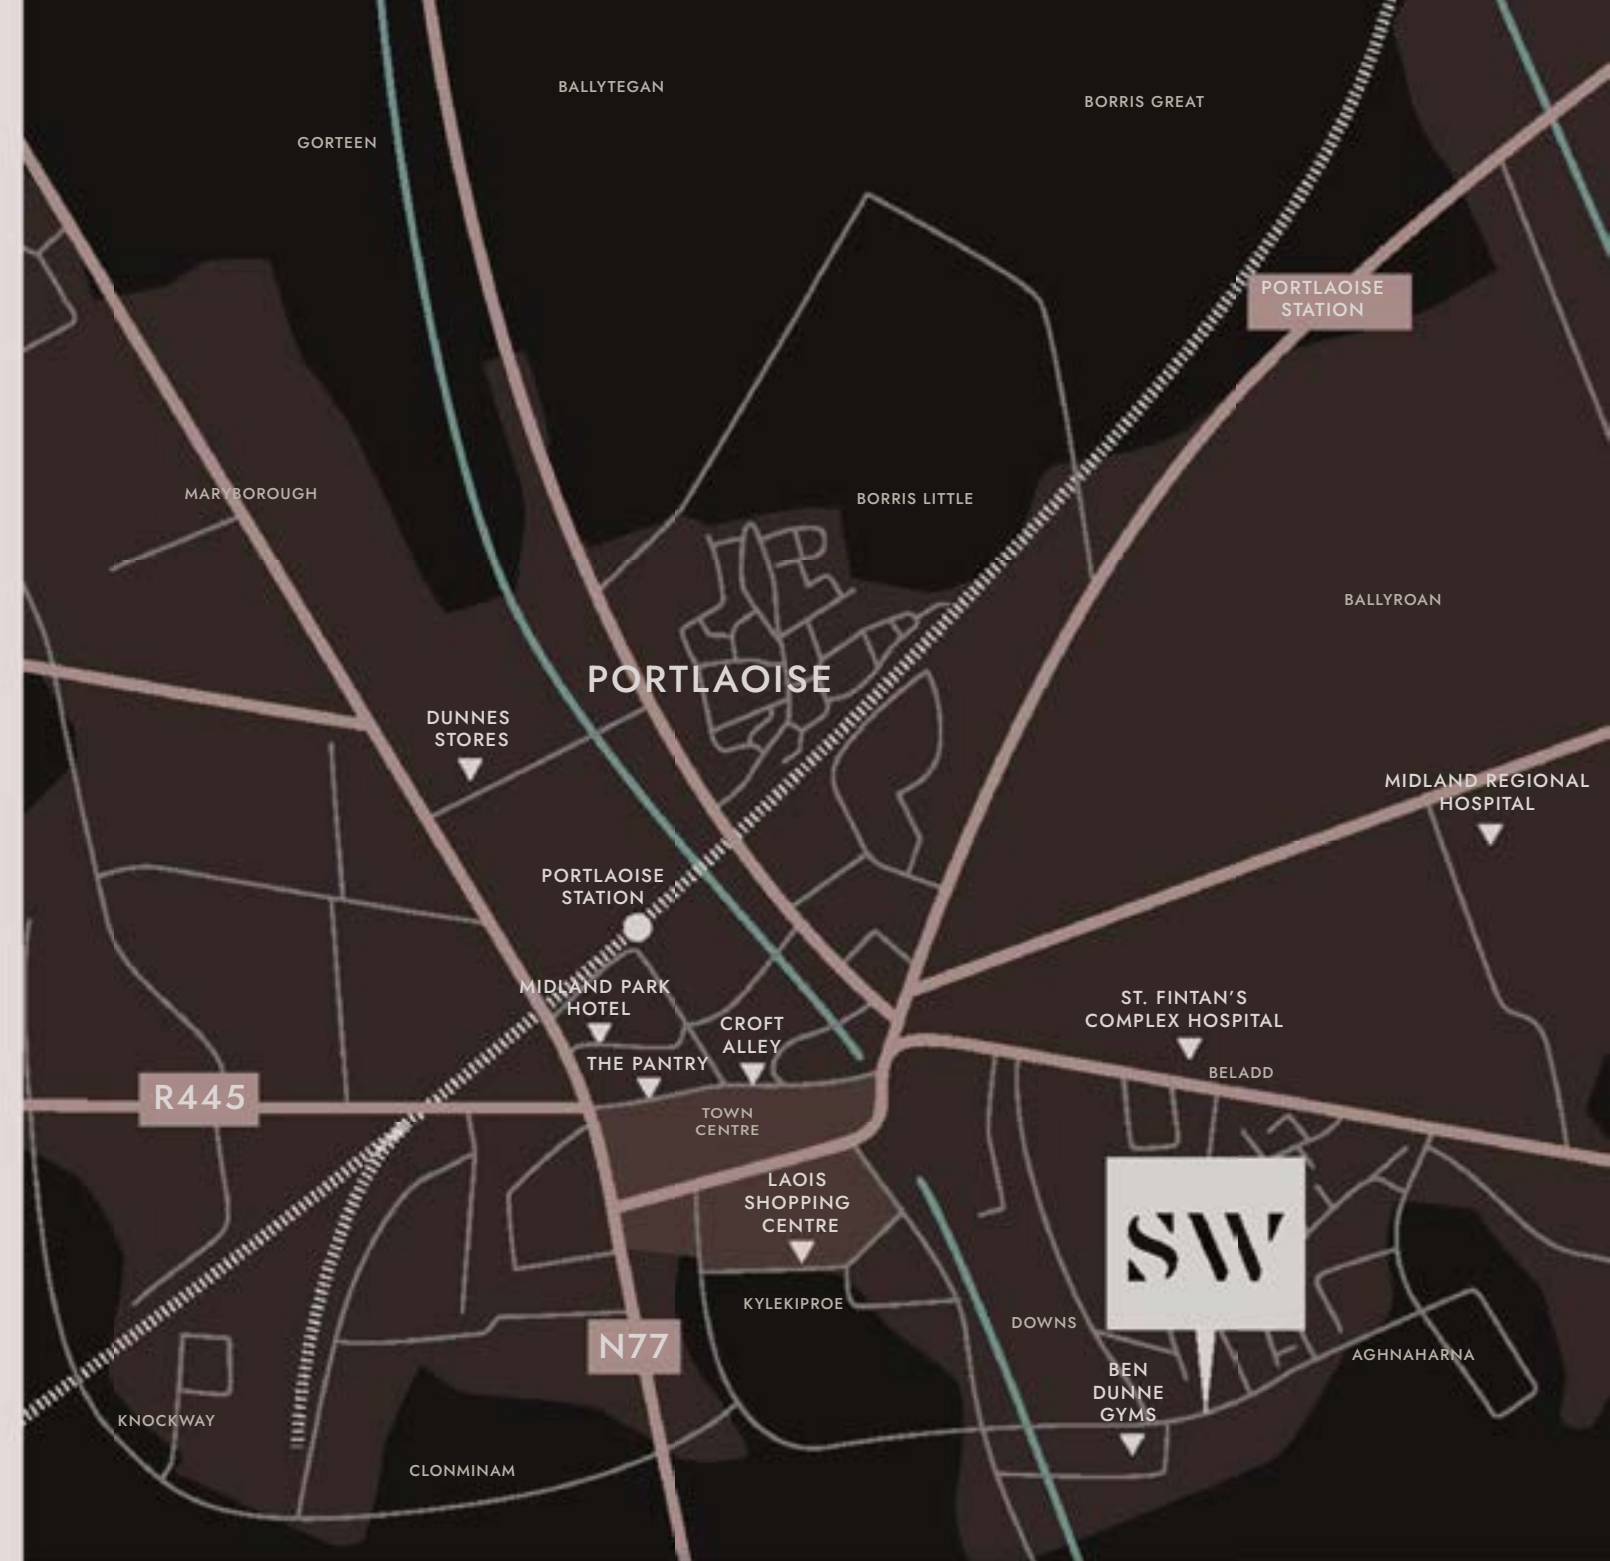 BALLYTEGAN
BORRIS GREAT
GORTEEN
PORTLAOISE
STATION
MARYBOROUGH
BORRIS LITTLE
BALLYROAN
PORTLAOISE
DUNNES
STORES
MIDLAND REGIONAL
HOSPITAL
PORTLAOISE
STATION
MIDLAND PARK
HOTEL
ST. FINTAN'S
COMPLEX HOSPITAL
CROFT
ALLEY
THE PANTRY
BELADD
R445
TOWN
CENTRE
LAOIS
SHOPPING
CENTRE
SW
KYLEKIPROE
DOWNS
N77
AGHNAHARNA
BEN
DUNNE
GYMS
KNOCKWAY
CLONMINAM